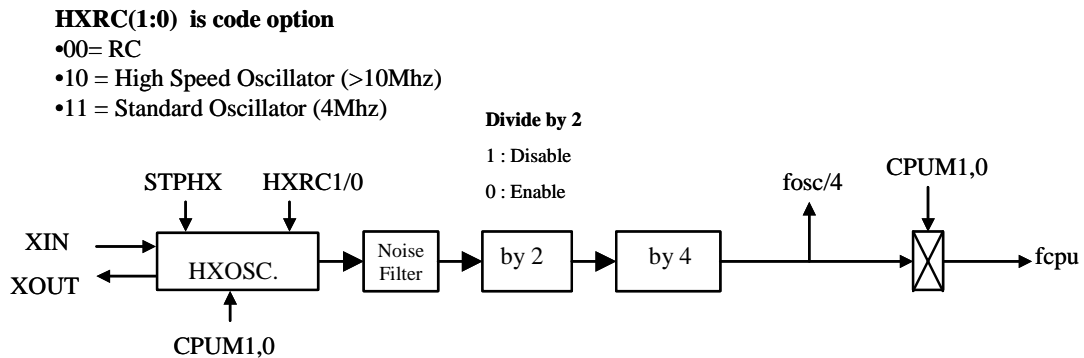 HXRC(1:0) is code option
•00= RC
•10 = High Speed Oscillator (>10Mhz)
•11 = Standard Oscillator (4Mhz)
Divide by 2
1 : Disable
0 : Enable
STPHX
HXRC1/0
fosc/4
CPUM1,0
XIN
XOUT
HXOSC.
Noise
Filter
by 2
by 4
fcpu
CPUM1,0